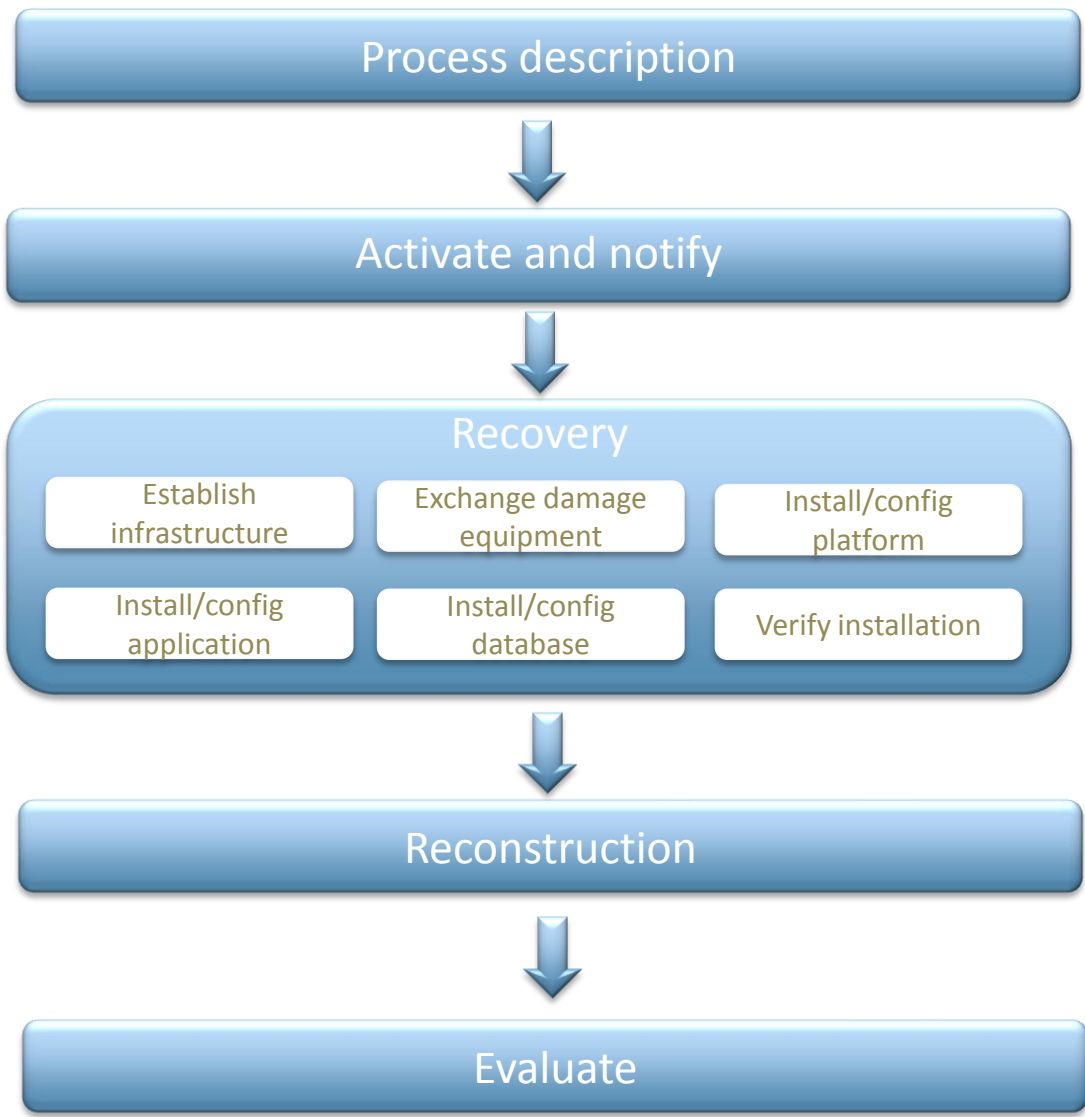 Process description
Activate and notify
Recovery
Establish
infrastructure
Exchange damage
equipment
Install/config
platform
Install/config
application
Install/config
database
Verify installation
Reconstruction
Evaluate